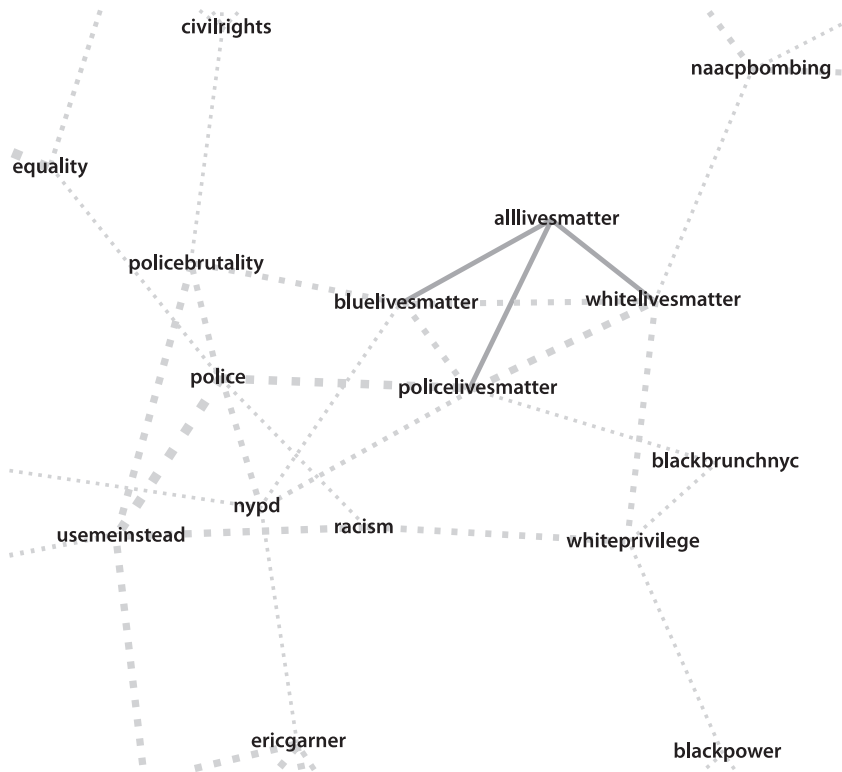 civilrights
naacpbombing
equality
alllivesmatter
policebrutality
bluelivesmatter
whitelivesmatter
police
policelivesmatter
blackbrunchnyc
nypd
racism
usemeinstead
whiteprivilege
ericgarner
blackpower